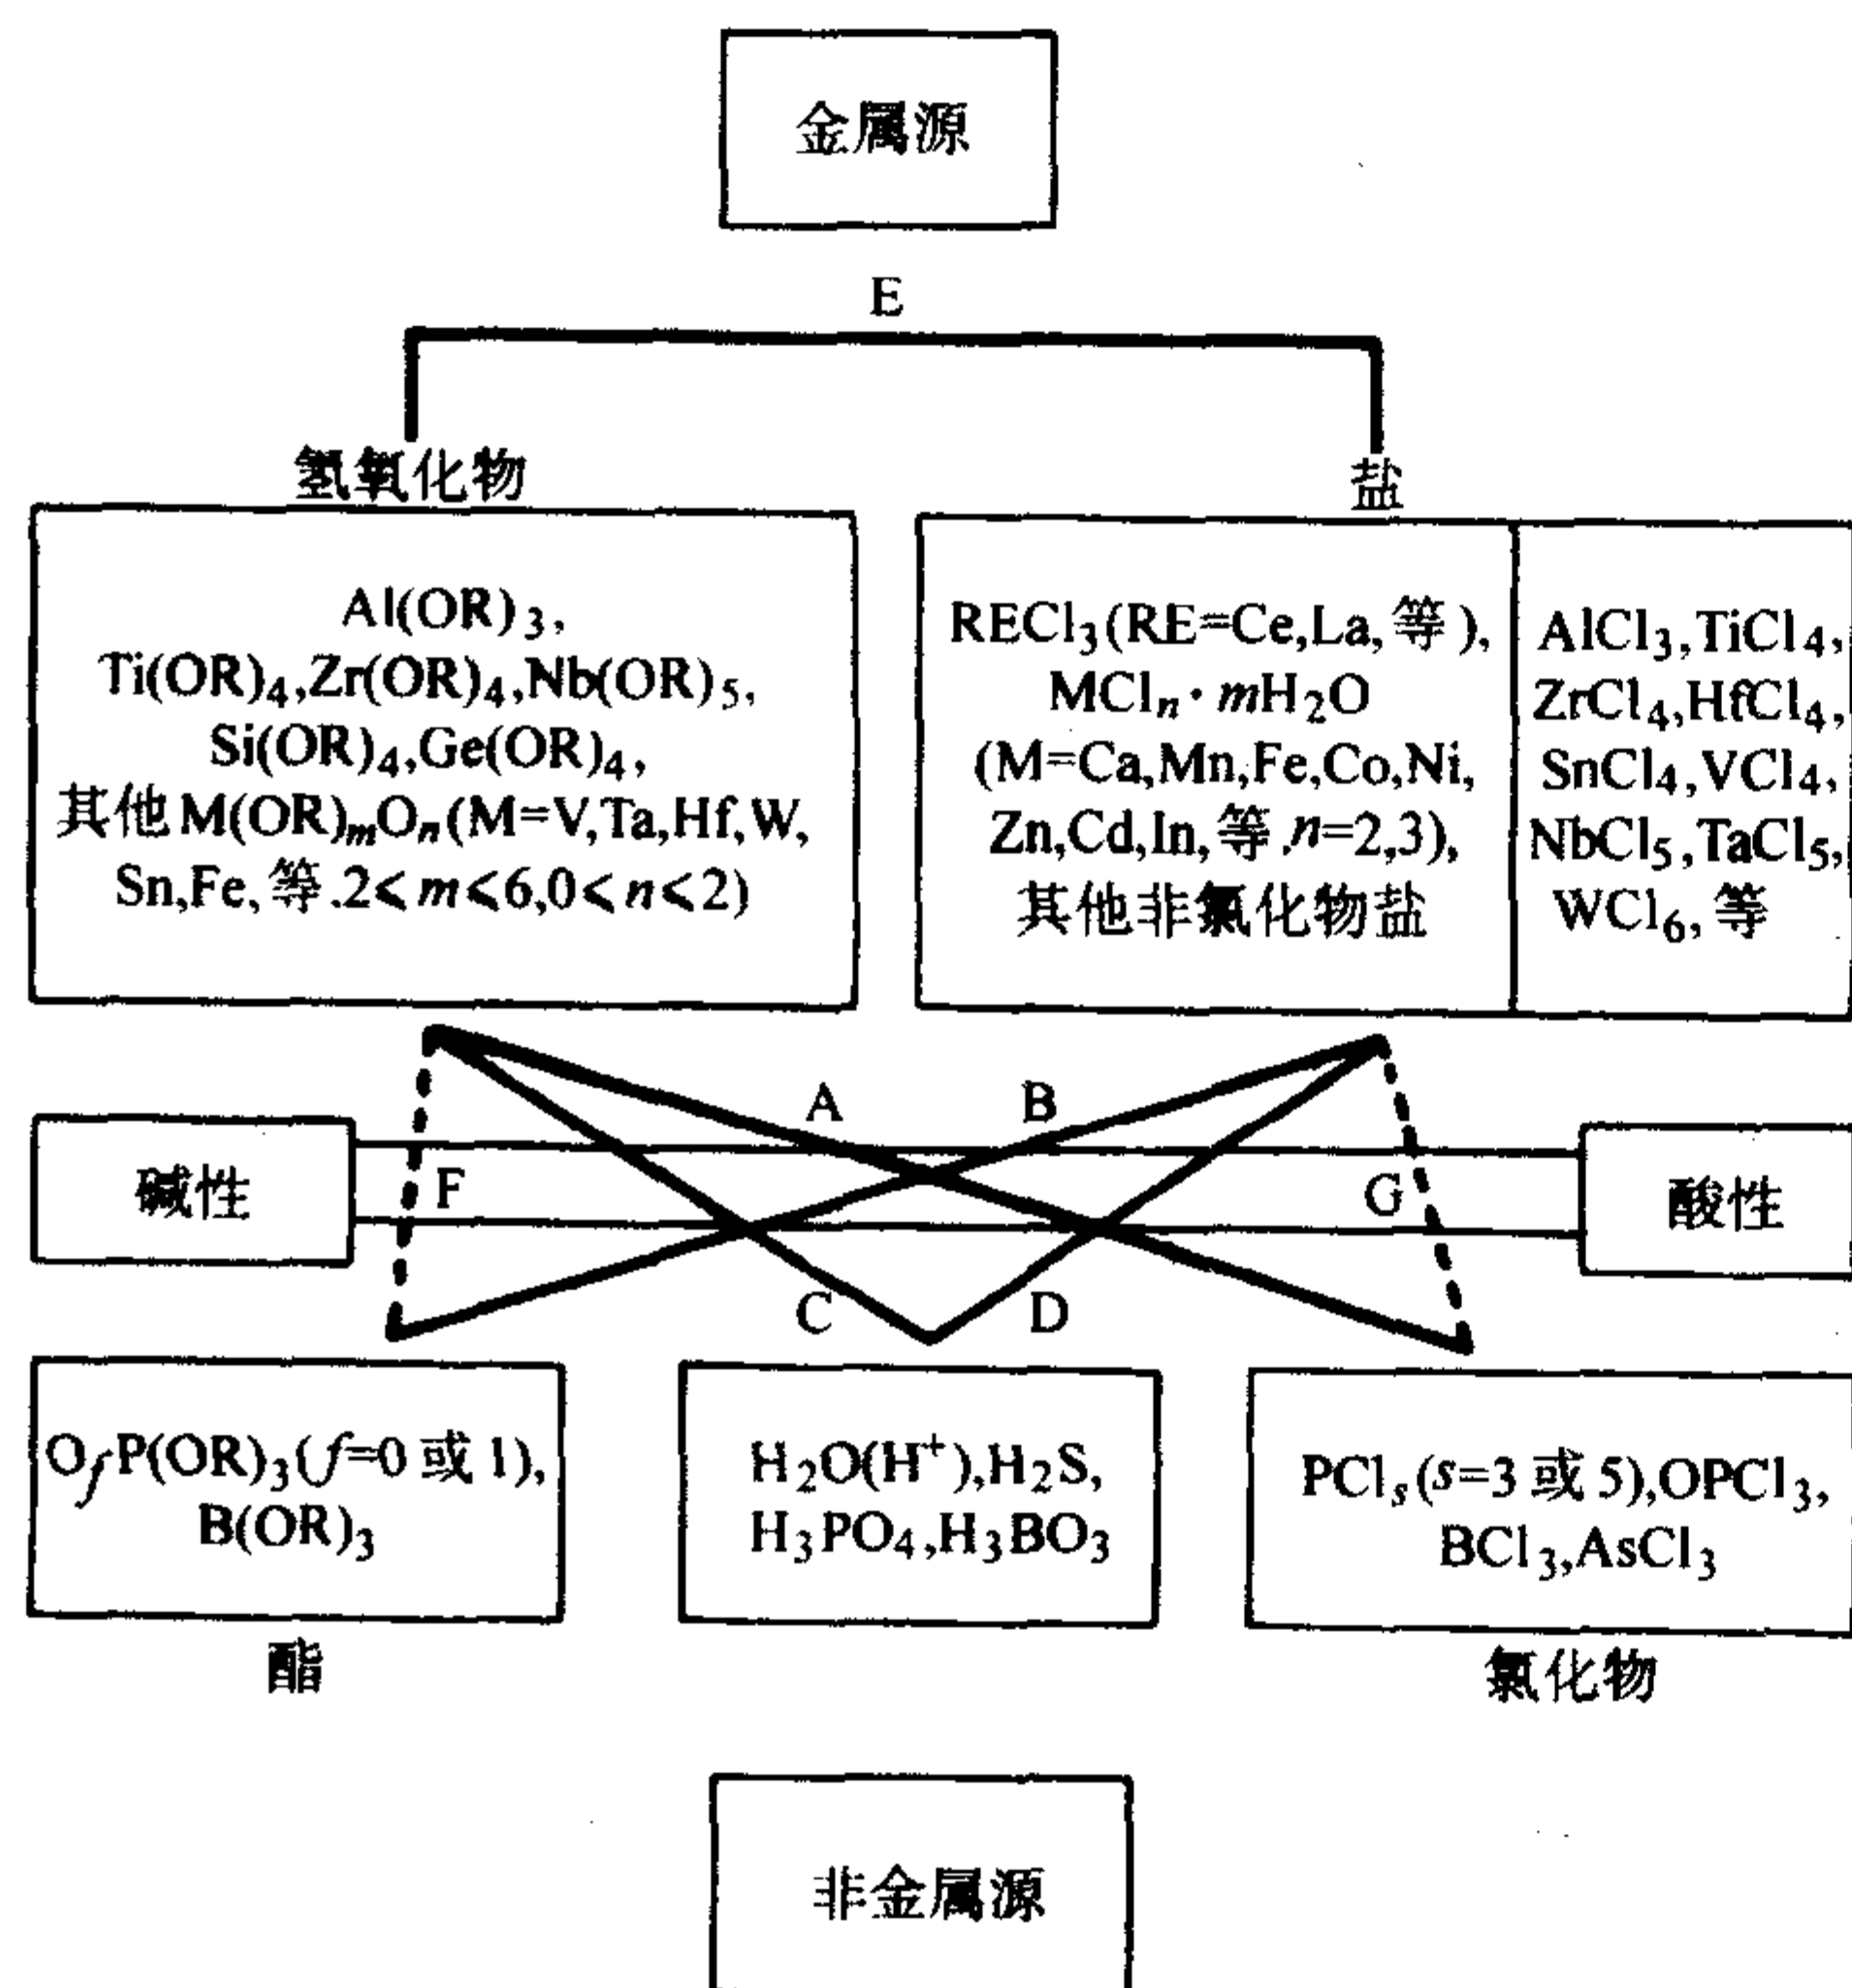 金属源
E
氢氧化物
盐
Al(OR)₃,
Ti(OR)₄,Zr(OR)₄,Nb(OR)₅,
Si(OR)₄,Ge(OR)₄,
其他M(OR)ₘOₙ(M=V,Ta,Hf,W,
Sn,Fe,等.2<m<6,0<n<2)
RECl₃(RE=Ce,La,等),
MClₙ·mH₂O
(M=Ca,Mn,Fe,Co,Ni,
Zn,Cd,In,等.n=2,3),
其他非氯化物盐
AlCl₃,TiCl₄,
ZrCl₄,HfCl₄,
SnCl₄,VCl₄,
NbCl₅,TaCl₅,
WCl₆,等
A
B
碱性
F
G
酸性
C
D
O_fP(OR)₃(f=0或1),
B(OR)₃
酯
H₂O(H⁺),H₂S,
H₃PO₄,H₃BO₃
PClₛ(s=3或5),OPCl₃,
BCl₃,AsCl₃
氯化物
非金属源